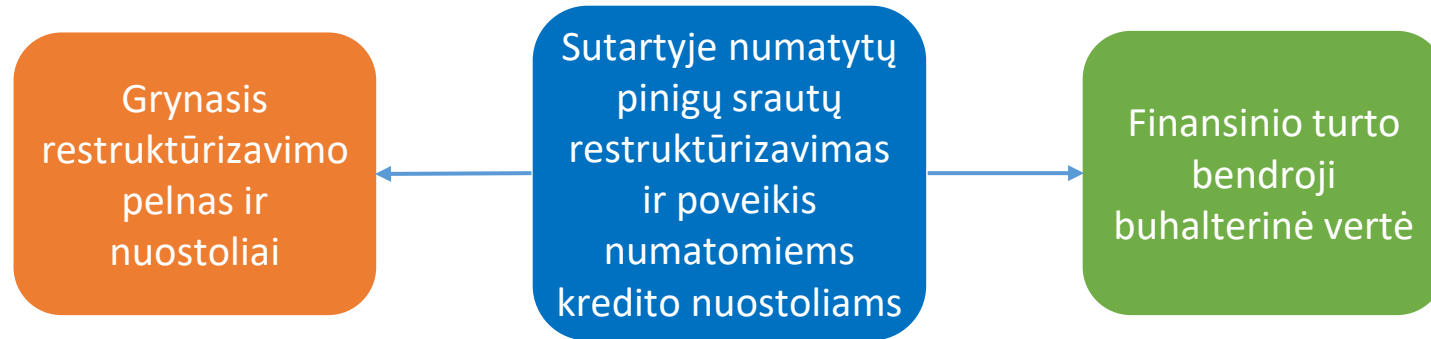 Grynasis
restruktūrizavimo
pelnas ir
nuostoliai
Sutartyje numatytų
pinigų srautų
restruktūrizavimas
ir poveikis
numatomiems
kredito nuostoliams
Finansinio turto
bendroji
buhalterinė vertė